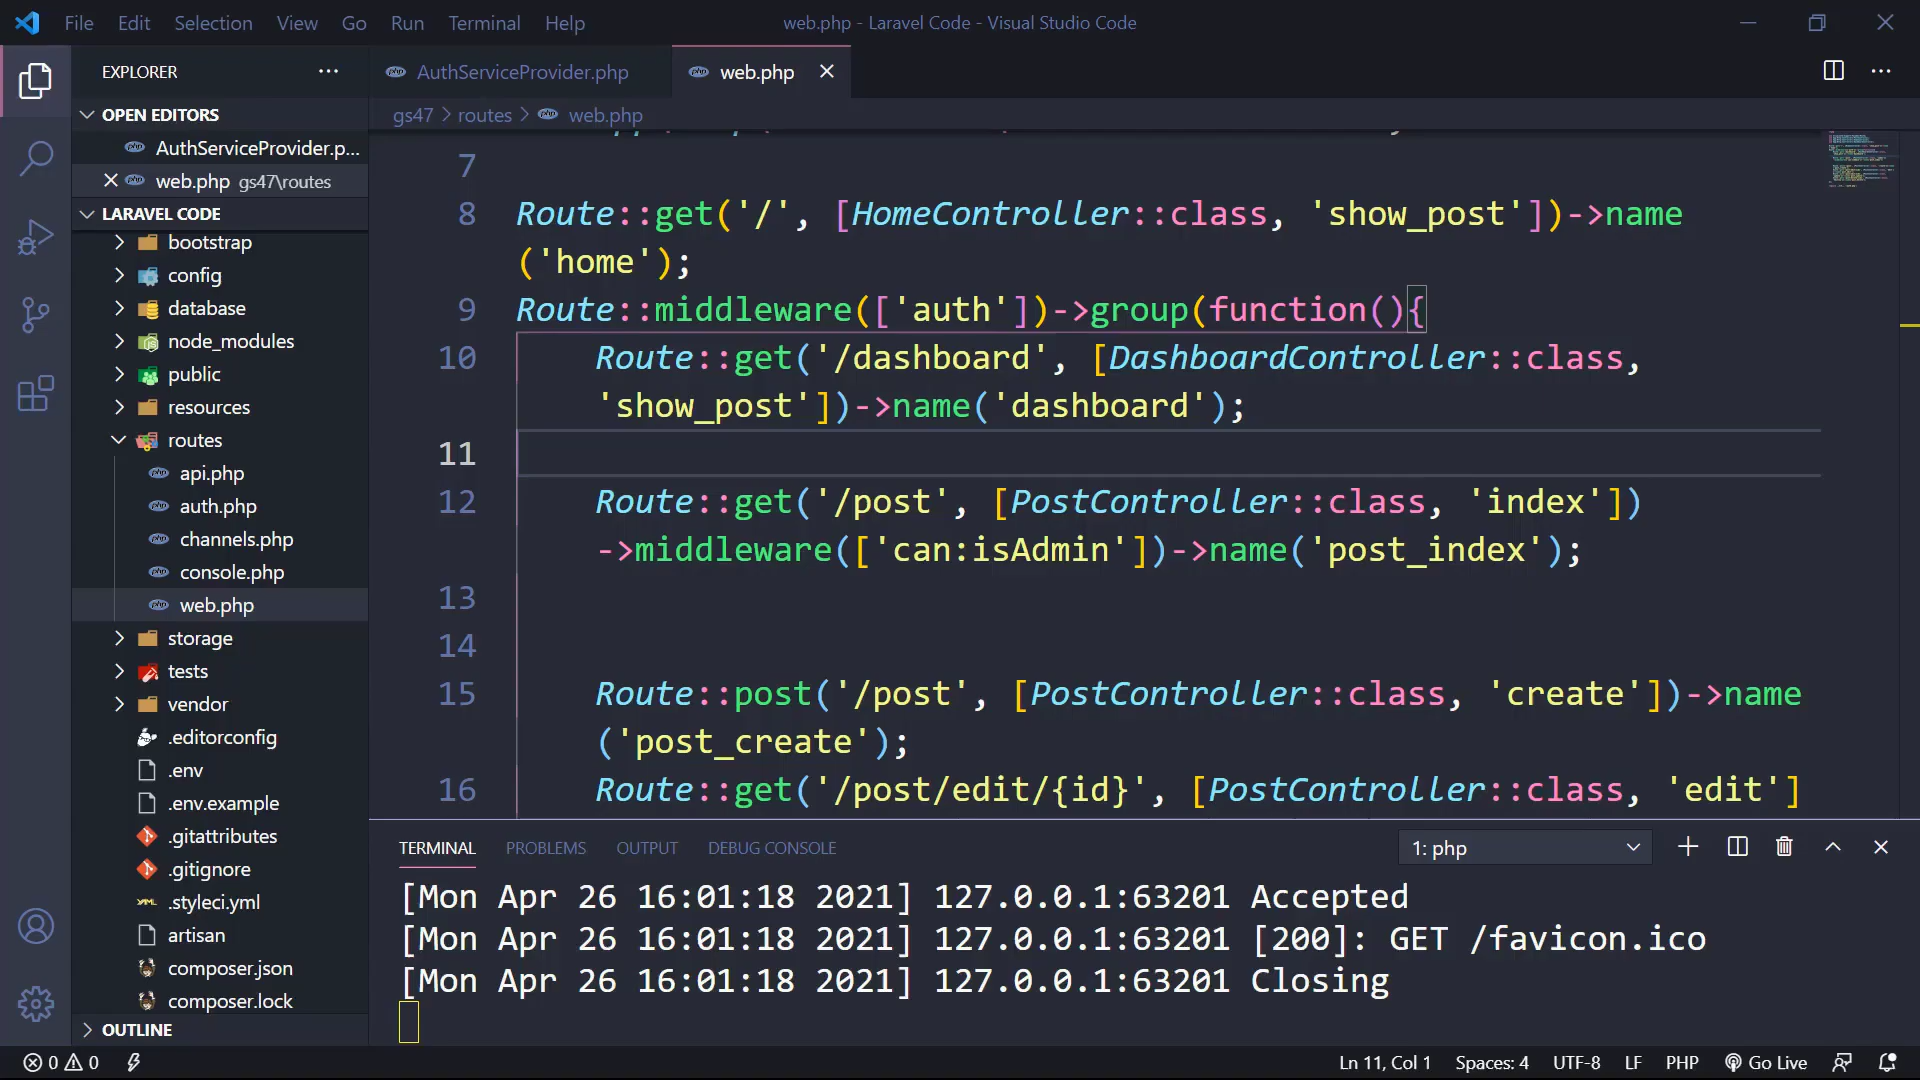 File Edit Selection View Go Run Terminal Help
web.php - Laravel Code - Visual Studio Code
EXPLORER
OPEN EDITORS
AuthServiceProvider.p...
web.php gs47\routes
LARAVEL CODE
bootstrap
config
database
node_modules
public
resources
routes
api.php
auth.php
channels.php
console.php
web.php
storage
tests
vendor
.editorconfig
.env
.env.example
.gitattributes
.gitignore
.styleci.yml
artisan
composer.json
composer.lock
OUTLINE
AuthServiceProvider.php
web.php
gs47 > routes > web.php
7
8 Route::get('/', [HomeController::class, 'show_post'])->name
('home');
9 Route::middleware(['auth'])->group(function(){
10 Route::get('/dashboard', [DashboardController::class,
'show_post'])->name('dashboard');
11
12 Route::get('/post', [PostController::class, 'index'])
->middleware(['can:isAdmin'])->name('post_index');
13
14
15 Route::post('/post', [PostController::class, 'create'])->name
('post_create');
16 Route::get('/post/edit/{id}', [PostController::class, 'edit']
TERMINAL PROBLEMS OUTPUT DEBUG CONSOLE
1: php
[Mon Apr 26 16:01:18 2021] 127.0.0.1:63201 Accepted
[Mon Apr 26 16:01:18 2021] 127.0.0.1:63201 [200]: GET /favicon.ico
[Mon Apr 26 16:01:18 2021] 127.0.0.1:63201 Closing
0 0
Ln 11, Col 1 Spaces: 4 UTF-8 LF PHP Go Live